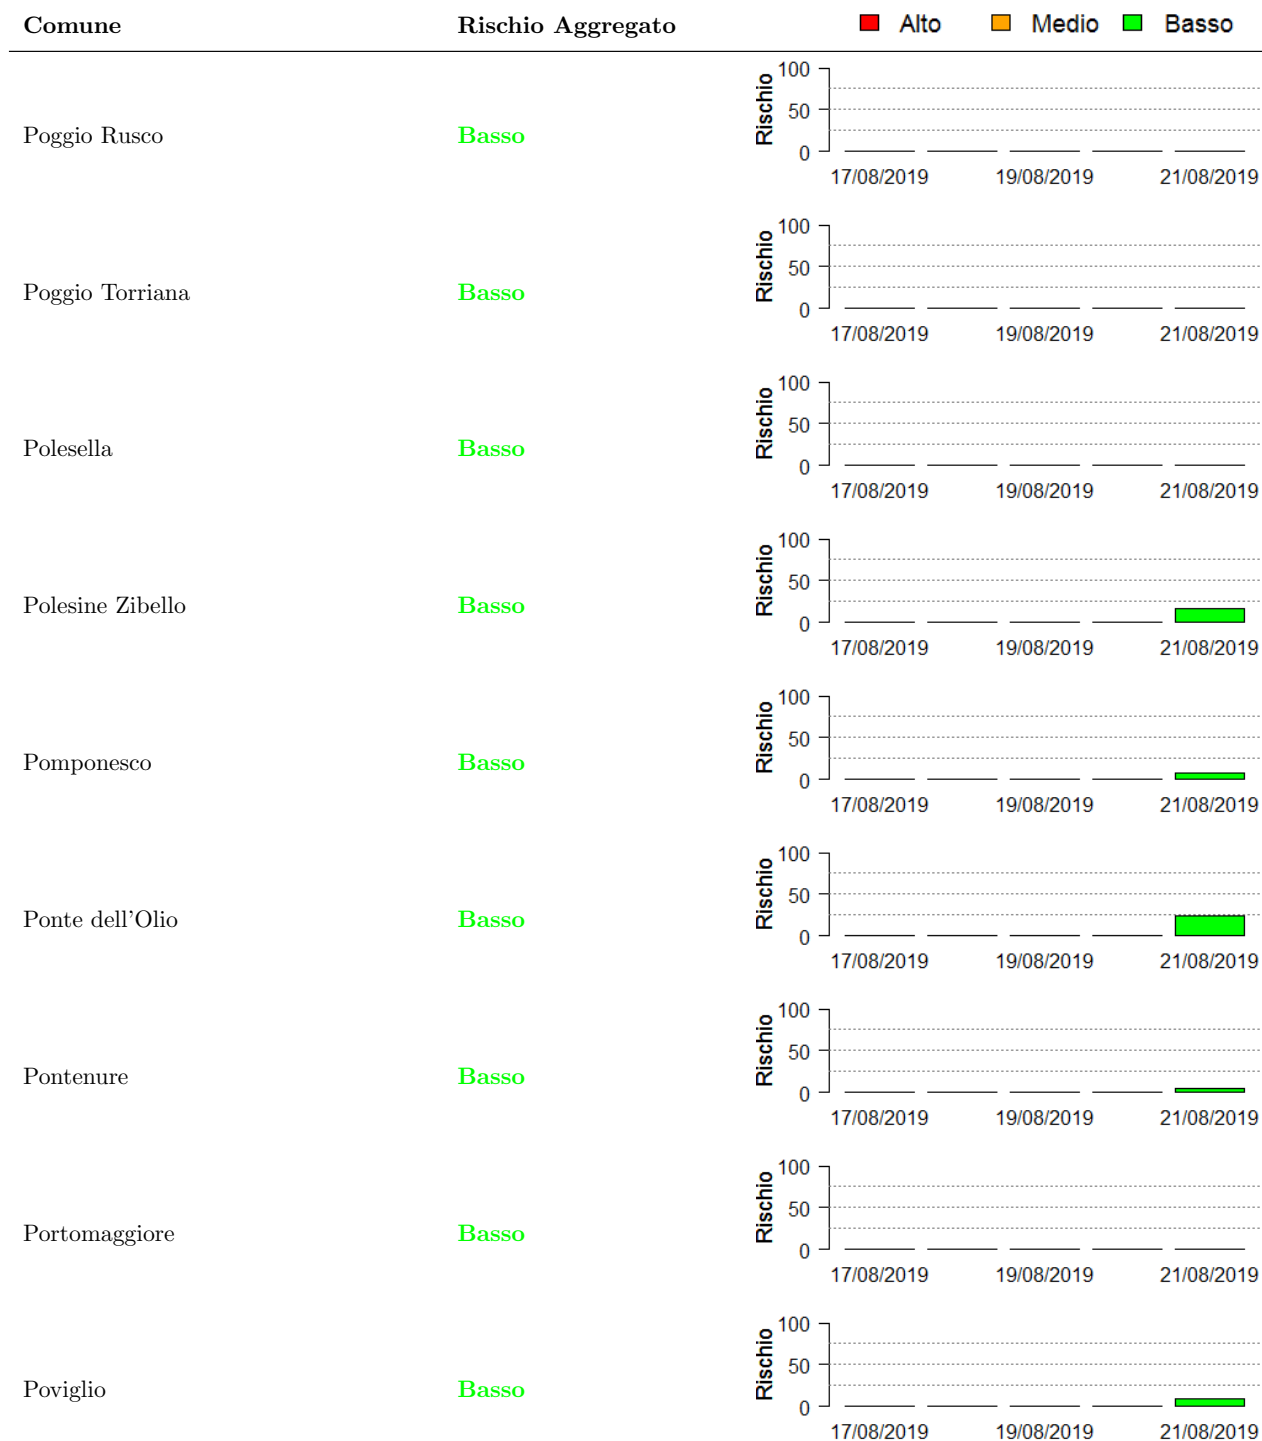 Comune Rischio Aggregato Alto Medio Basso
Poggio Rusco Basso Rischio 100 50 0
17/08/2019 19/08/2019 21/08/2019
Poggio Torriana Basso Rischio 100 50 0
17/08/2019 19/08/2019 21/08/2019
Polesella Basso Rischio 100 50 0
17/08/2019 19/08/2019 21/08/2019
Polesine Zibello Basso Rischio 100 50 0
17/08/2019 19/08/2019 21/08/2019
Pomponesco Basso Rischio 100 50 0
17/08/2019 19/08/2019 21/08/2019
Ponte dell'Olio Basso Rischio 100 50 0
17/08/2019 19/08/2019 21/08/2019
Pontenure Basso Rischio 100 50 0
17/08/2019 19/08/2019 21/08/2019
Portomaggiore Basso Rischio 100 50 0
17/08/2019 19/08/2019 21/08/2019
Poviglio Basso Rischio 100 50 0
17/08/2019 19/08/2019 21/08/2019